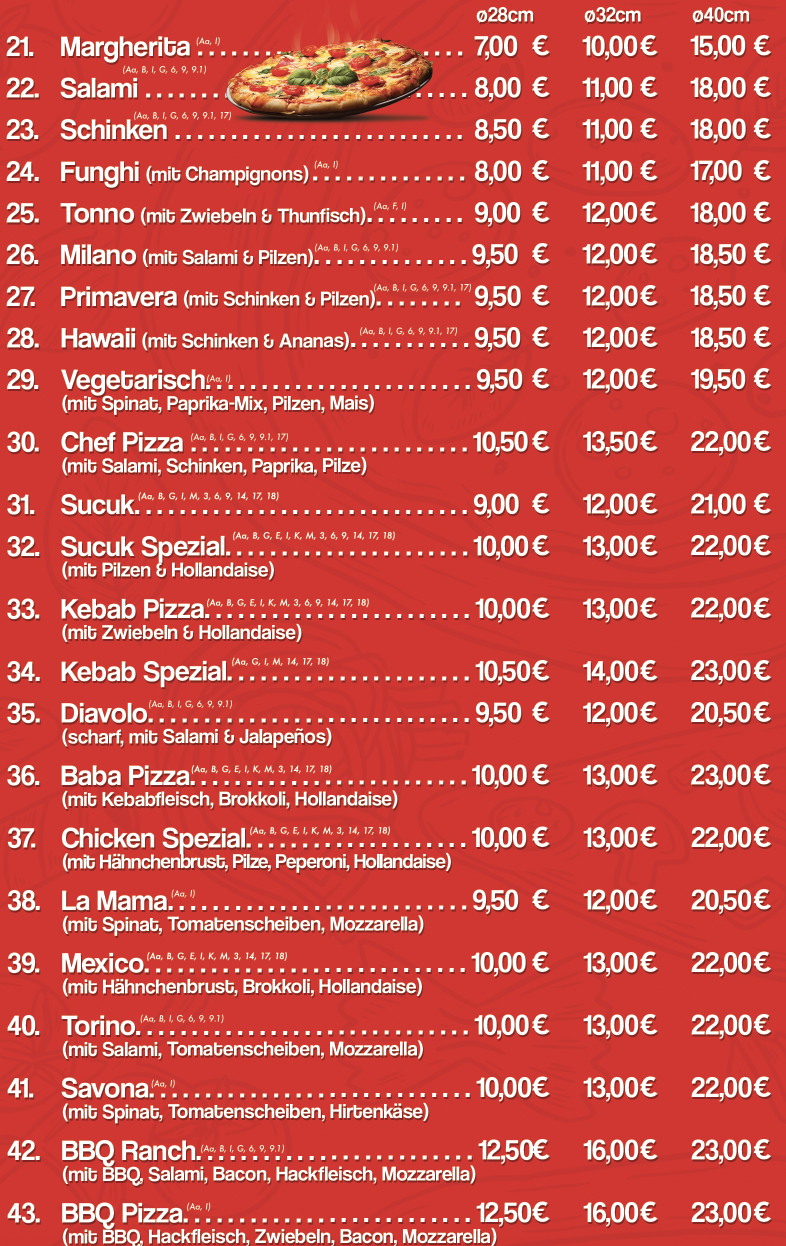 ø28cm ø32cm ø40cm
21. Margherita (Aa, I) 7,00 € 10,00 € 15,00 €
22. Salami (Aa, B, I, G, 6, 9, 9.1) 8,00 € 11,00 € 18,00 €
23. Schinken (Aa, B, I, G, 6, 9, 9.1, 17) 8,50 € 11,00 € 18,00 €
24. Funghi (mit Champignons) (Aa, I) 8,00 € 11,00 € 17,00 €
25. Tonno (mit Zwiebeln & Thunfisch) (Aa, F, I) 9,00 € 12,00 € 18,00 €
26. Milano (mit Salami & Pilzen) (Aa, B, I, G, 6, 9, 9.1) 9,50 € 12,00 € 18,50 €
27. Primavera (mit Schinken & Pilzen) (Aa, B, I, G, 6, 9, 9.1, 17) 9,50 € 12,00 € 18,50 €
28. Hawaii (mit Schinken & Ananas) (Aa, B, I, G, 6, 9, 9.1, 17) 9,50 € 12,00 € 18,50 €
29. Vegetarisch (Aa, I) 9,50 € 12,00 € 19,50 €
(mit Spinat, Paprika-Mix, Pilzen, Mais)
30. Chef Pizza (Aa, B, I, G, 6, 9, 9.1, 17) 10,50 € 13,50 € 22,00 €
(mit Salami, Schinken, Paprika, Pilze)
31. Sucuk (Aa, B, G, I, M, 3, 6, 9, 14, 17, 18) 9,00 € 12,00 € 21,00 €
32. Sucuk Spezial (Aa, B, G, E, I, K, M, 3, 6, 9, 14, 17, 18) 10,00 € 13,00 € 22,00 €
(mit Pilzen & Hollandaise)
33. Kebab Pizza (Aa, B, G, E, I, K, M, 3, 6, 9, 14, 17, 18) 10,00 € 13,00 € 22,00 €
(mit Zwiebeln & Hollandaise)
34. Kebab Spezial (Aa, G, I, M, 14, 17, 18) 10,50 € 14,00 € 23,00 €
35. Diavolo (Aa, B, I, G, 6, 9, 9.1) 9,50 € 12,00 € 20,50 €
(scharf, mit Salami & Jalapeños)
36. Baba Pizza (Aa, B, G, E, I, K, M, 3, 14, 17, 18) 10,00 € 13,00 € 23,00 €
(mit Kebabfleisch, Brokkoli, Hollandaise)
37. Chicken Spezial (Aa, B, G, E, I, K, M, 3, 14, 17, 18) 10,00 € 13,00 € 22,00 €
(mit Hähnchenbrust, Pilze, Peperoni, Hollandaise)
38. La Mama (Aa, I) 9,50 € 12,00 € 20,50 €
(mit Spinat, Tomatenscheiben, Mozzarella)
39. Mexico (Aa, B, G, E, I, K, M, 3, 14, 17, 18) 10,00 € 13,00 € 22,00 €
(mit Hähnchenbrust, Brokkoli, Hollandaise)
40. Torino (Aa, B, I, G, 6, 9, 9.1) 10,00 € 13,00 € 22,00 €
(mit Salami, Tomatenscheiben, Mozzarella)
41. Savona (Aa, I) 10,00 € 13,00 € 22,00 €
(mit Spinat, Tomatenscheiben, Hirtenkäse)
42. BBQ Ranch (Aa, B, I, G, 6, 9, 9.1) 12,50 € 16,00 € 23,00 €
(mit BBQ, Salami, Bacon, Hackfleisch, Mozzarella)
43. BBQ Pizza (Aa, I) 12,50 € 16,00 € 23,00 €
(mit BBQ, Hackfleisch, Zwiebeln, Bacon, Mozzarella)